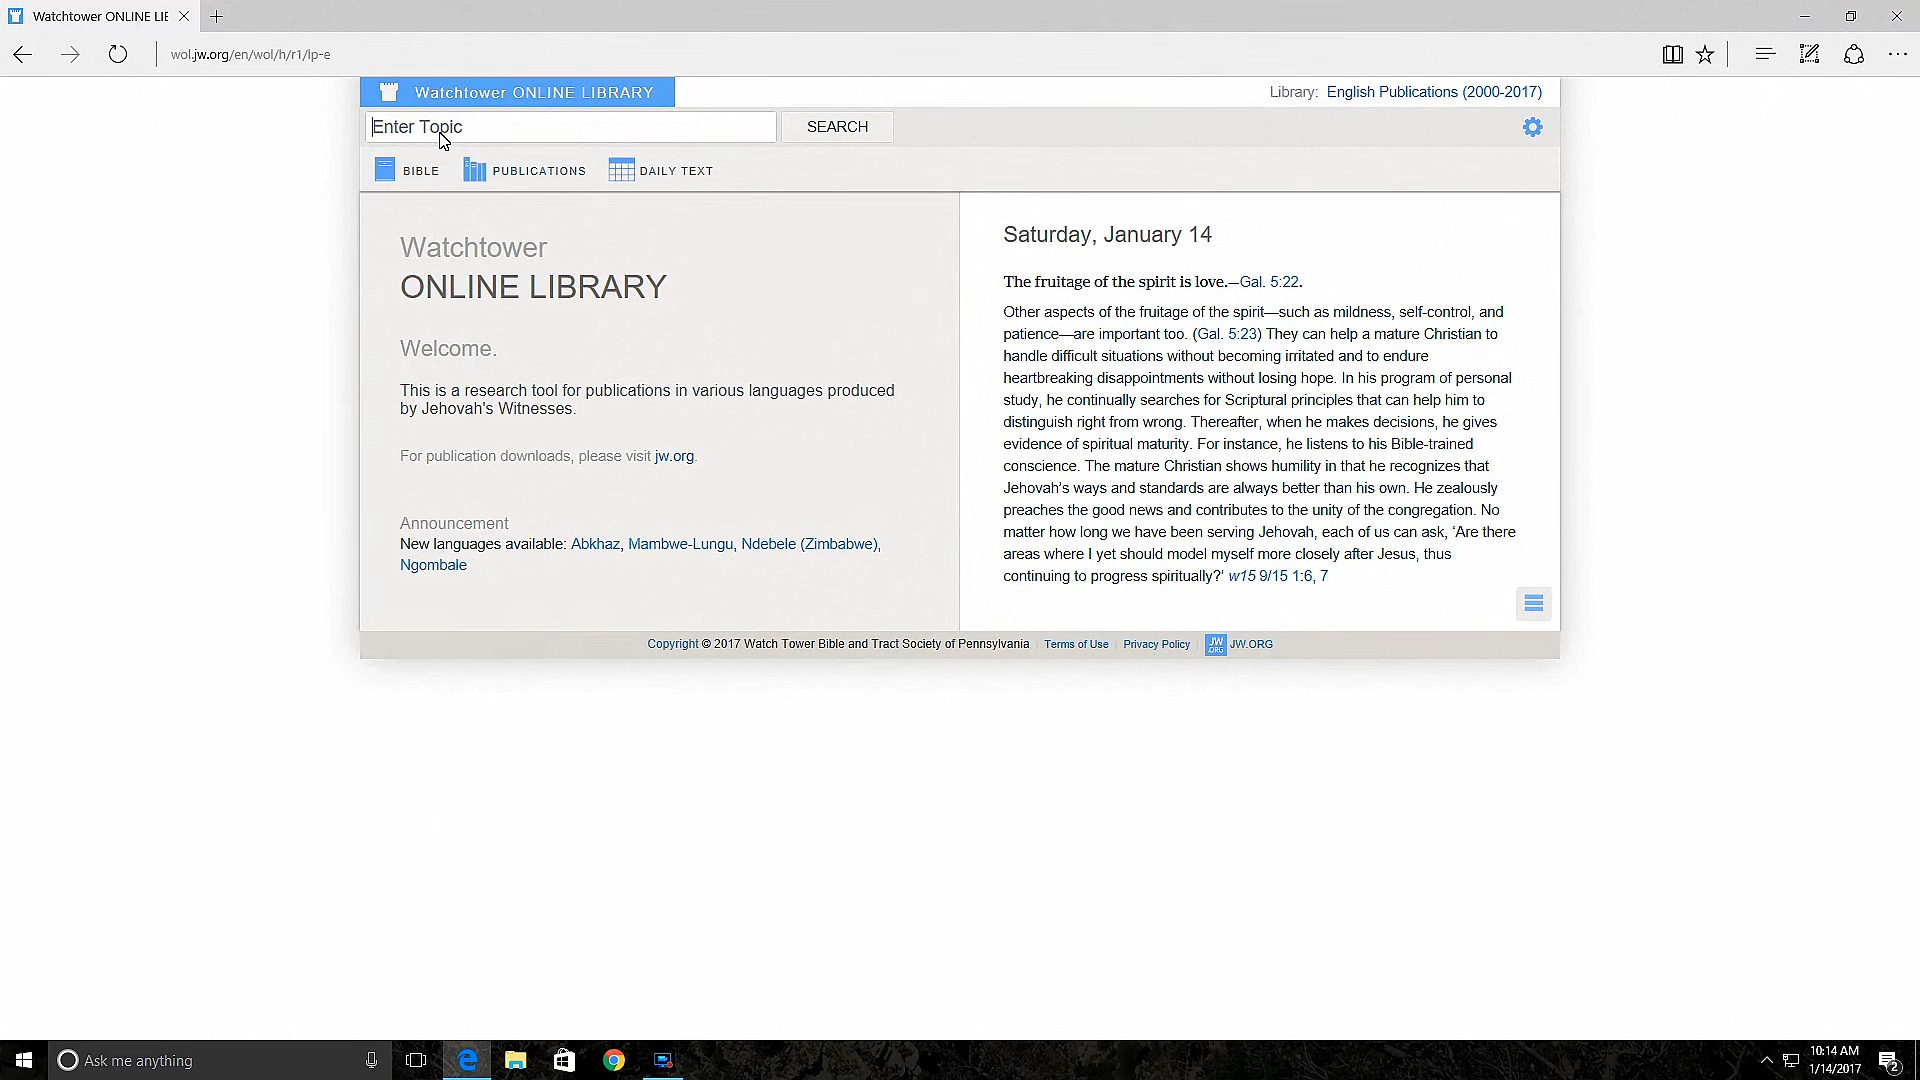 Watchtower ONLINE LIE
wol.jw.org/en/wol/h/r1/lp-e
Watchtower ONLINE LIBRARY
Library: English Publications (2000-2017)
Enter Topic
SEARCH
BIBLE
PUBLICATIONS
DAILY TEXT
Watchtower
ONLINE LIBRARY
Welcome.
This is a research tool for publications in various languages produced
by Jehovah's Witnesses.
For publication downloads, please visit jw.org.
Announcement
New languages available: Abkhaz, Mambwe-Lungu, Ndebele (Zimbabwe),
Ngombale
Saturday, January 14
The fruitage of the spirit is love.—Gal. 5:22.
Other aspects of the fruitage of the spirit—such as mildness, self-control, and
patience—are important too. (Gal. 5:23) They can help a mature Christian to
handle difficult situations without becoming irritated and to endure
heartbreaking disappointments without losing hope. In his program of personal
study, he continually searches for Scriptural principles that can help him to
distinguish right from wrong. Thereafter, when he makes decisions, he gives
evidence of spiritual maturity. For instance, he listens to his Bible-trained
conscience. The mature Christian shows humility in that he recognizes that
Jehovah’s ways and standards are always better than his own. He zealously
preaches the good news and contributes to the unity of the congregation. No
matter how long we have been serving Jehovah, each of us can ask, ‘Are there
areas where I yet should model myself more closely after Jesus, thus
continuing to progress spiritually?’ w15 9/15 1:6, 7
Copyright © 2017 Watch Tower Bible and Tract Society of Pennsylvania
Terms of Use
Privacy Policy
JW
.ORG
JW.ORG
Ask me anything
10:14 AM
1/14/2017
2